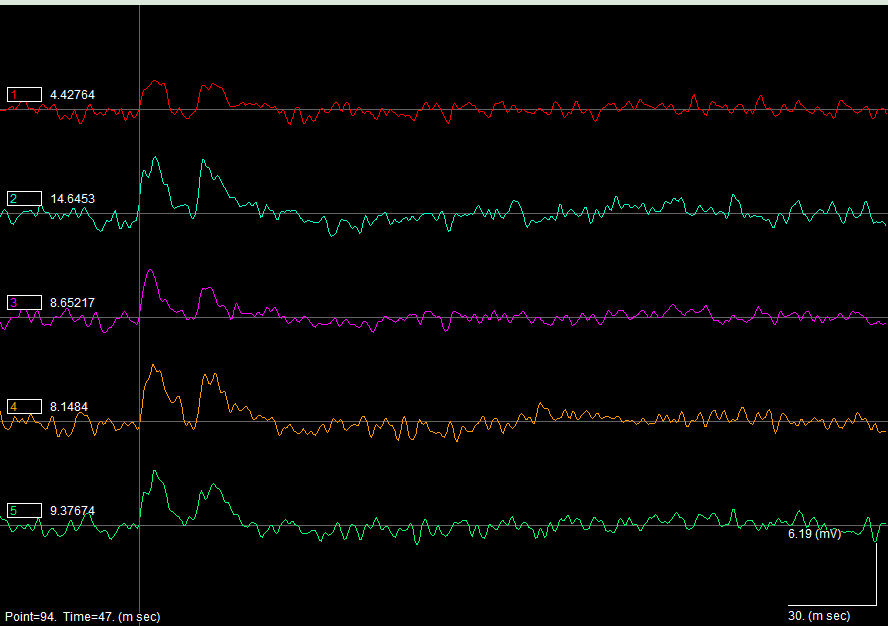 1 4.42764
2 14.6453
3 8.65217
4 8.1484
5 9.37674
6.19 (mV)
30. (m sec)
Point=94. Time=47. (m sec)